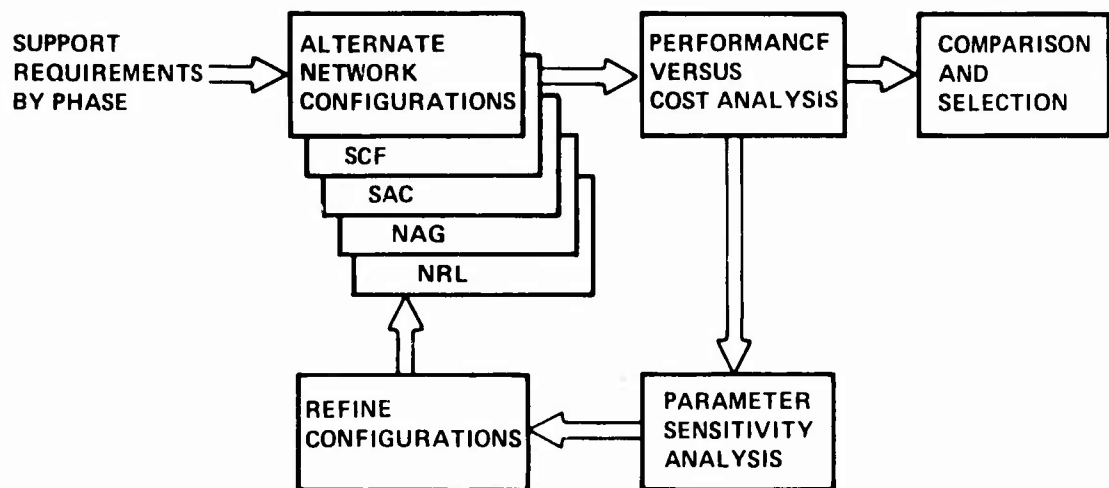 SUPPORT
REQUIREMENTS
BY PHASE
ALTERNATE
NETWORK
CONFIGURATIONS
SCF
SAC
NAG
NRL
PERFORMANCE
VERSUS
COST ANALYSIS
COMPARISON
AND
SELECTION
REFINE
CONFIGURATIONS
PARAMETER
SENSITIVITY
ANALYSIS